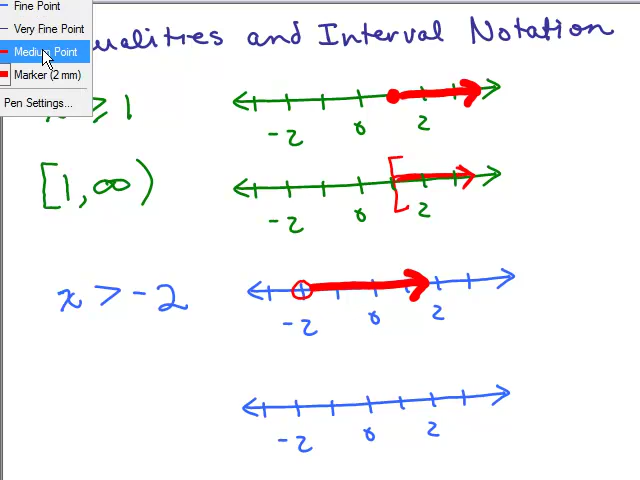 Fine Point
Very Fine Point
Medium Point
Marker (2 mm)
Pen Settings...
and Interval Notation
≥ 1
-2 0 2
[1, ∞)
-2 0 2
x > -2
-2 0 2
-2 0 2